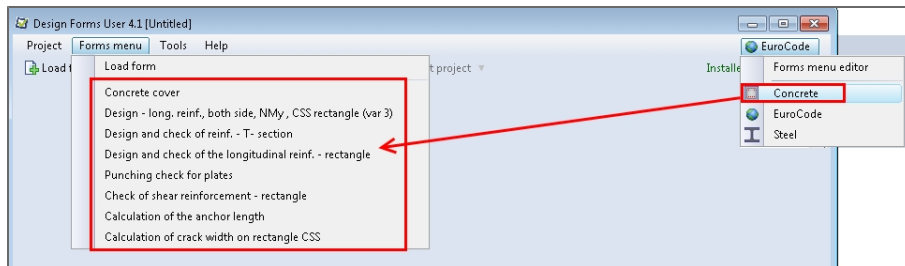 Design Forms User 4.1 [Untitled]
Project Forms menu Tools Help EuroCode
Load form
t project
Forms menu editor
Concrete cover
Concrete
Design - long. reinf., both side, NMy , CSS rectangle (var 3)
EuroCode
Design and check of reinf. - T- section
Steel
Design and check of the longitudinal reinf. - rectangle
Punching check for plates
Check of shear reinforcement - rectangle
Calculation of the anchor length
Calculation of crack width on rectangle CSS